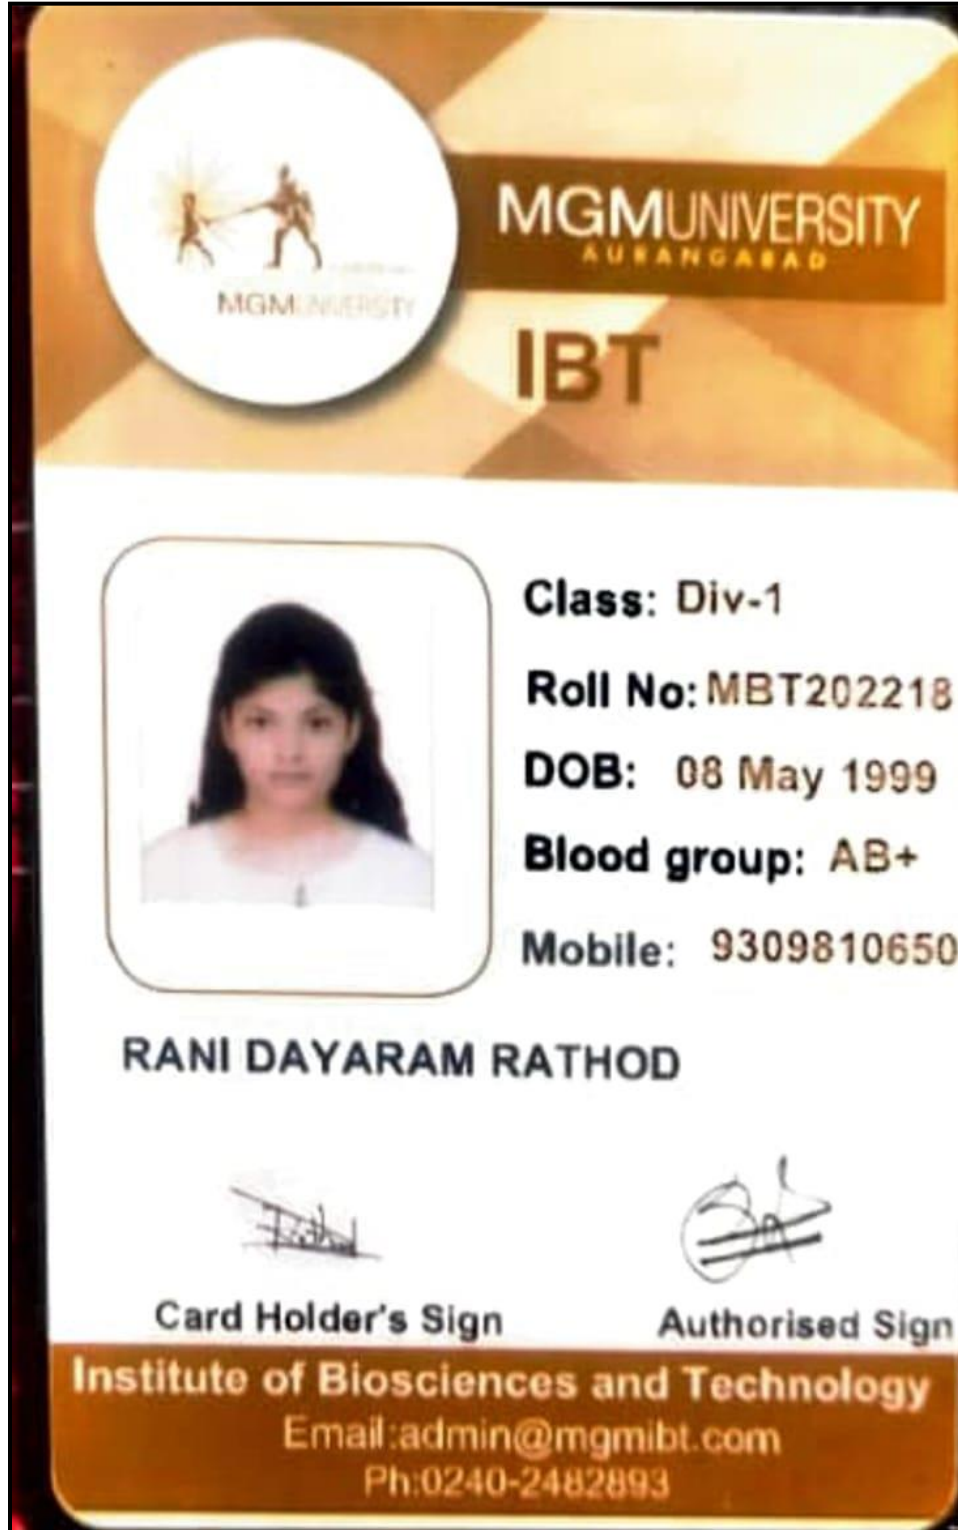 MGMUNIVERSITY
MGMUNIVERSITY
AURANGABAD
IBT
Class: Div-1
Roll No: MBT202218
DOB: 08 May 1999
Blood group: AB+
Mobile: 9309810650
RANI DAYARAM RATHOD
Card Holder's Sign
Authorised Sign
Institute of Biosciences and Technology
Email:admin@mgmibt.com
Ph:0240-2482893